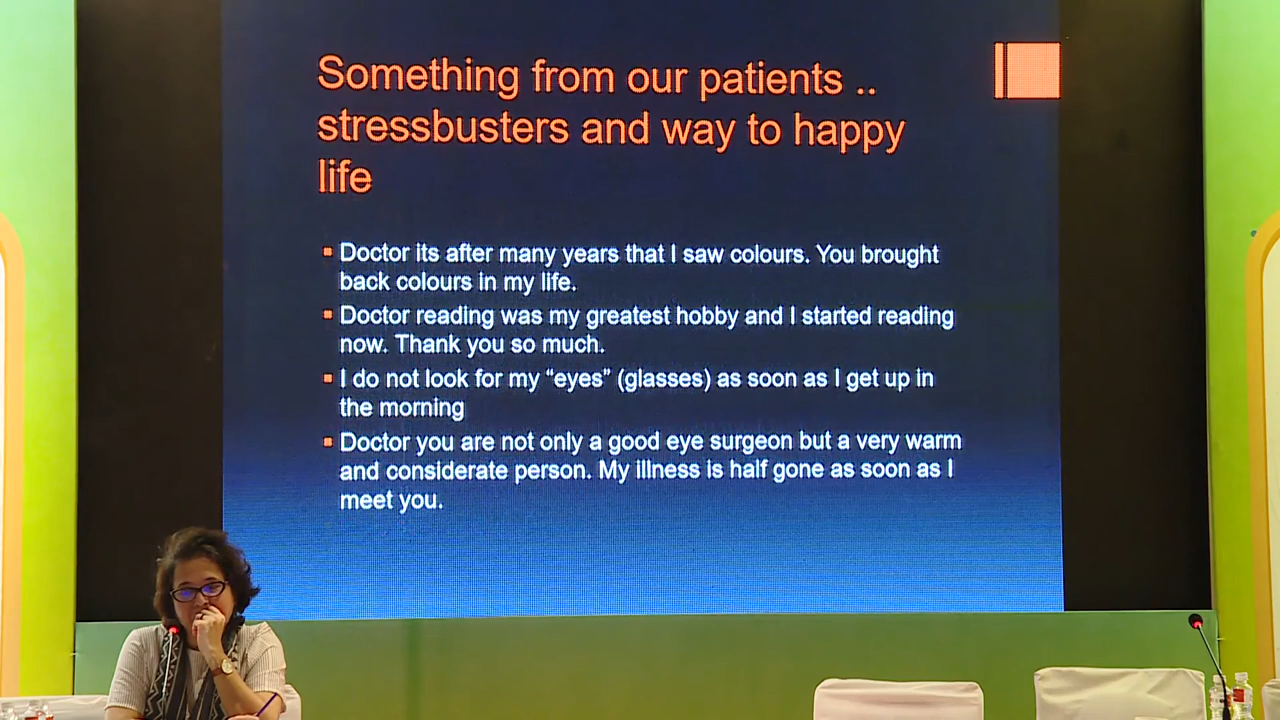 Something from our patients ..
stressbusters and way to happy
life
Doctor its after many years that I saw colours. You brought
back colours in my life.
Doctor reading was my greatest hobby and I started reading
now. Thank you so much.
I do not look for my “eyes” (glasses) as soon as I get up in
the morning
Doctor you are not only a good eye surgeon but a very warm
and considerate person. My illness is half gone as soon as I
meet you.